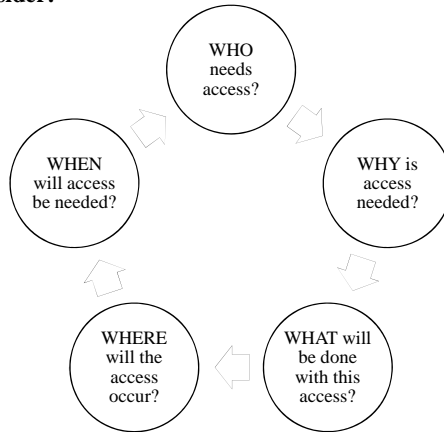 WHO
needs
access?
WHY is
access
needed?
WHAT will
be done
with this
access?
WHERE
will the
access
occur?
WHEN
will access
be needed?